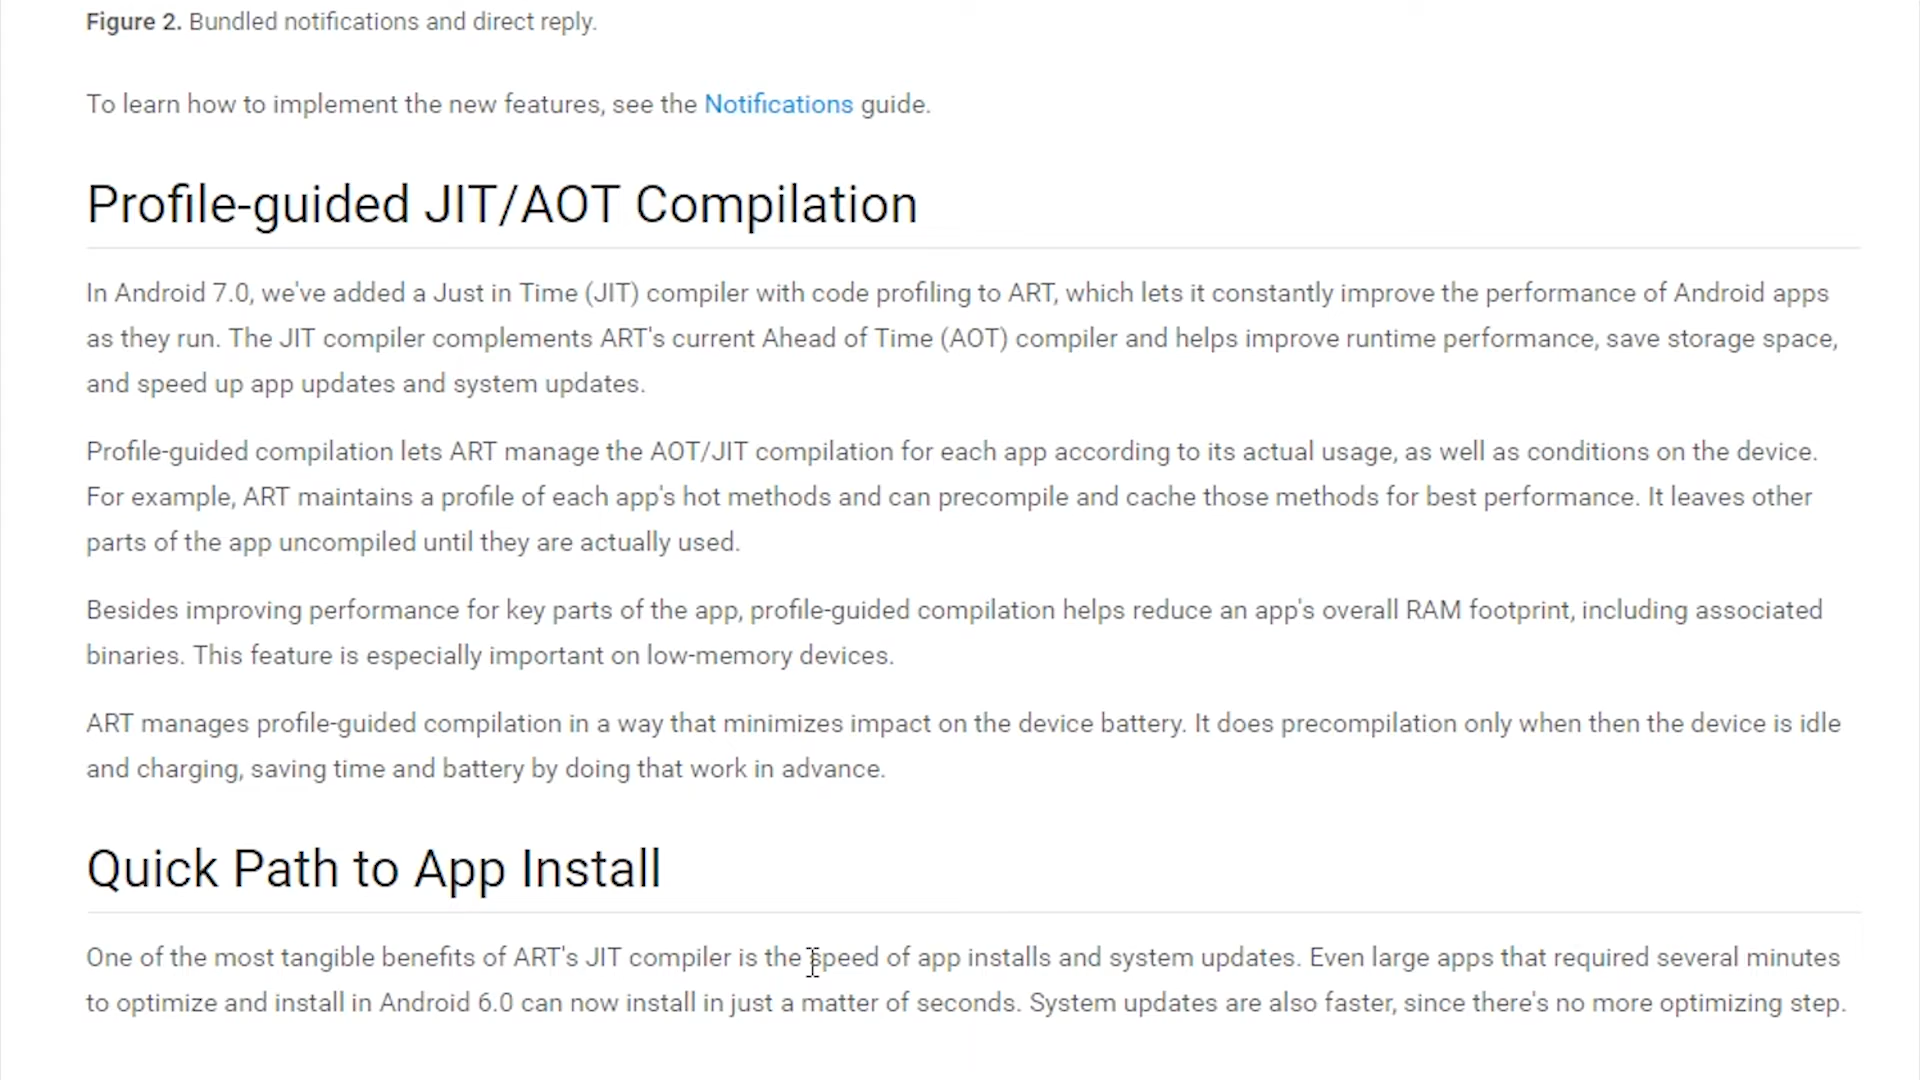 Figure 2. Bundled notifications and direct reply.
To learn how to implement the new features, see the Notifications guide.
Profile-guided JIT/AOT Compilation
In Android 7.0, we've added a Just in Time (JIT) compiler with code profiling to ART, which lets it constantly improve the performance of Android apps
as they run. The JIT compiler complements ART's current Ahead of Time (AOT) compiler and helps improve runtime performance, save storage space,
and speed up app updates and system updates.
Profile-guided compilation lets ART manage the AOT/JIT compilation for each app according to its actual usage, as well as conditions on the device.
For example, ART maintains a profile of each app's hot methods and can precompile and cache those methods for best performance. It leaves other
parts of the app uncompiled until they are actually used.
Besides improving performance for key parts of the app, profile-guided compilation helps reduce an app's overall RAM footprint, including associated
binaries. This feature is especially important on low-memory devices.
ART manages profile-guided compilation in a way that minimizes impact on the device battery. It does precompilation only when then the device is idle
and charging, saving time and battery by doing that work in advance.
Quick Path to App Install
One of the most tangible benefits of ART's JIT compiler is the speed of app installs and system updates. Even large apps that required several minutes
to optimize and install in Android 6.0 can now install in just a matter of seconds. System updates are also faster, since there's no more optimizing step.